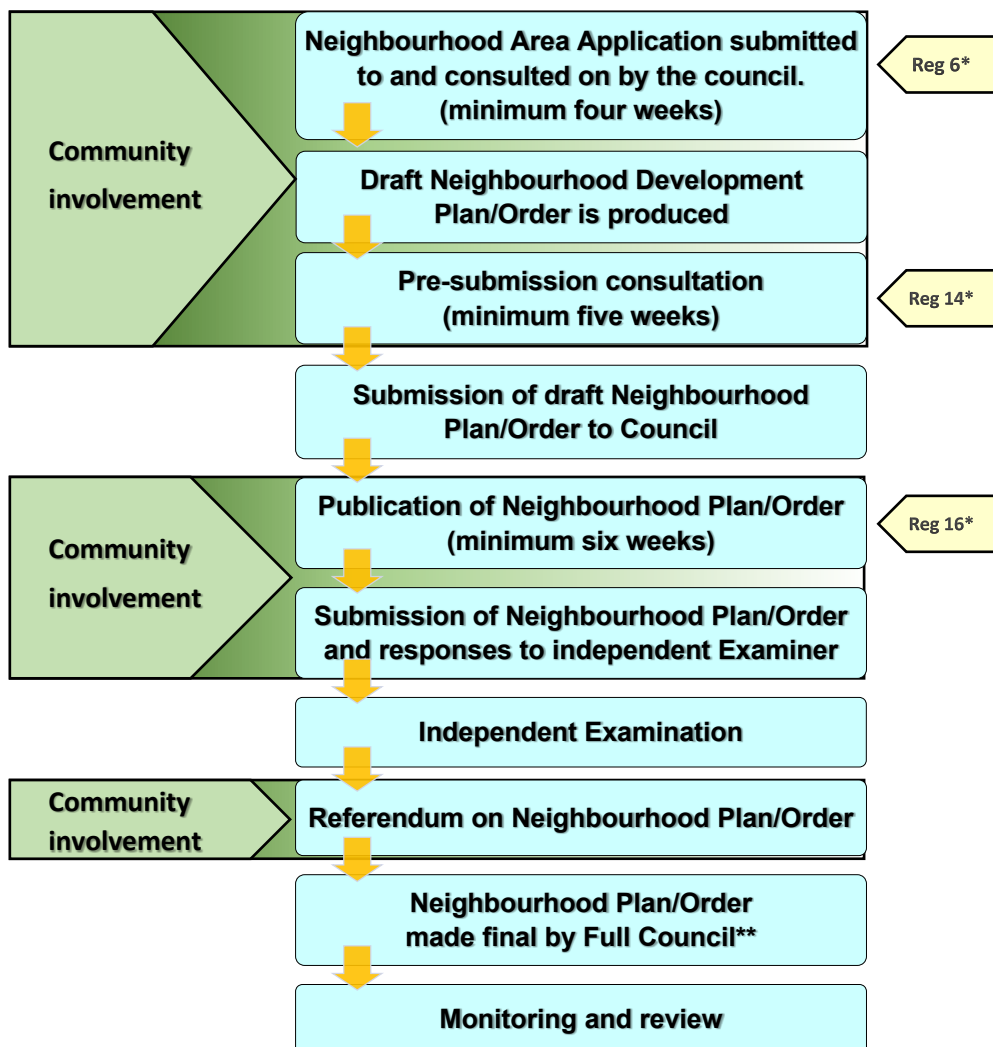 Neighbourhood Area Application submitted
to and consulted on by the council.
(minimum four weeks)
Reg 6*
Community
involvement
Draft Neighbourhood Development
Plan/Order is produced
Pre-submission consultation
(minimum five weeks)
Reg 14*
Submission of draft Neighbourhood
Plan/Order to Council
Publication of Neighbourhood Plan/Order
(minimum six weeks)
Reg 16*
Community
involvement
Submission of Neighbourhood Plan/Order
and responses to independent Examiner
Independent Examination
Community
involvement
Referendum on Neighbourhood Plan/Order
Neighbourhood Plan/Order
made final by Full Council**
Monitoring and review